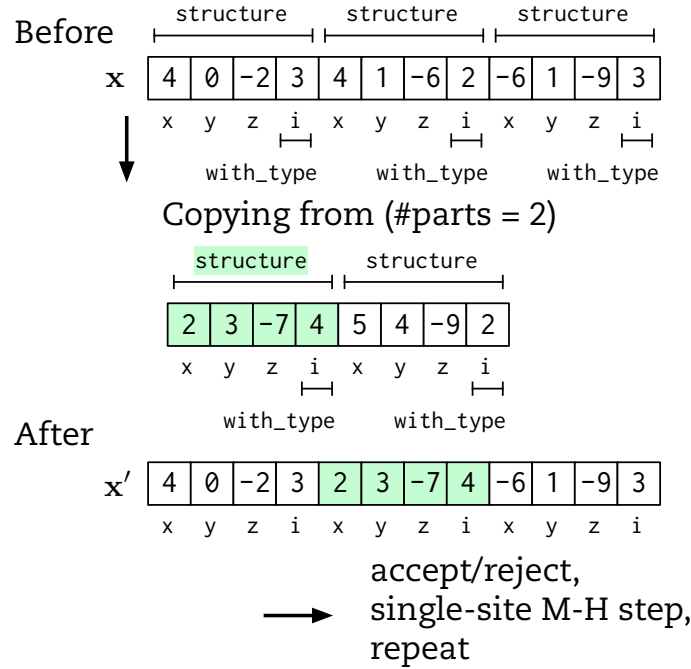 structure structure structure
Before
x 4 0 −2 3 4 1 −6 2 −6 1 −9 3
x y z i x y z i x y z i
with_type with_type with_type
Copying from (#parts = 2)
structure structure
2 3 −7 4 5 4 −9 2
x y z i x y z i
with_type with_type
After
x′ 4 0 −2 3 2 3 −7 4 −6 1 −9 3
x y z i x y z i x y z i
accept/reject,
single-site M-H step,
repeat